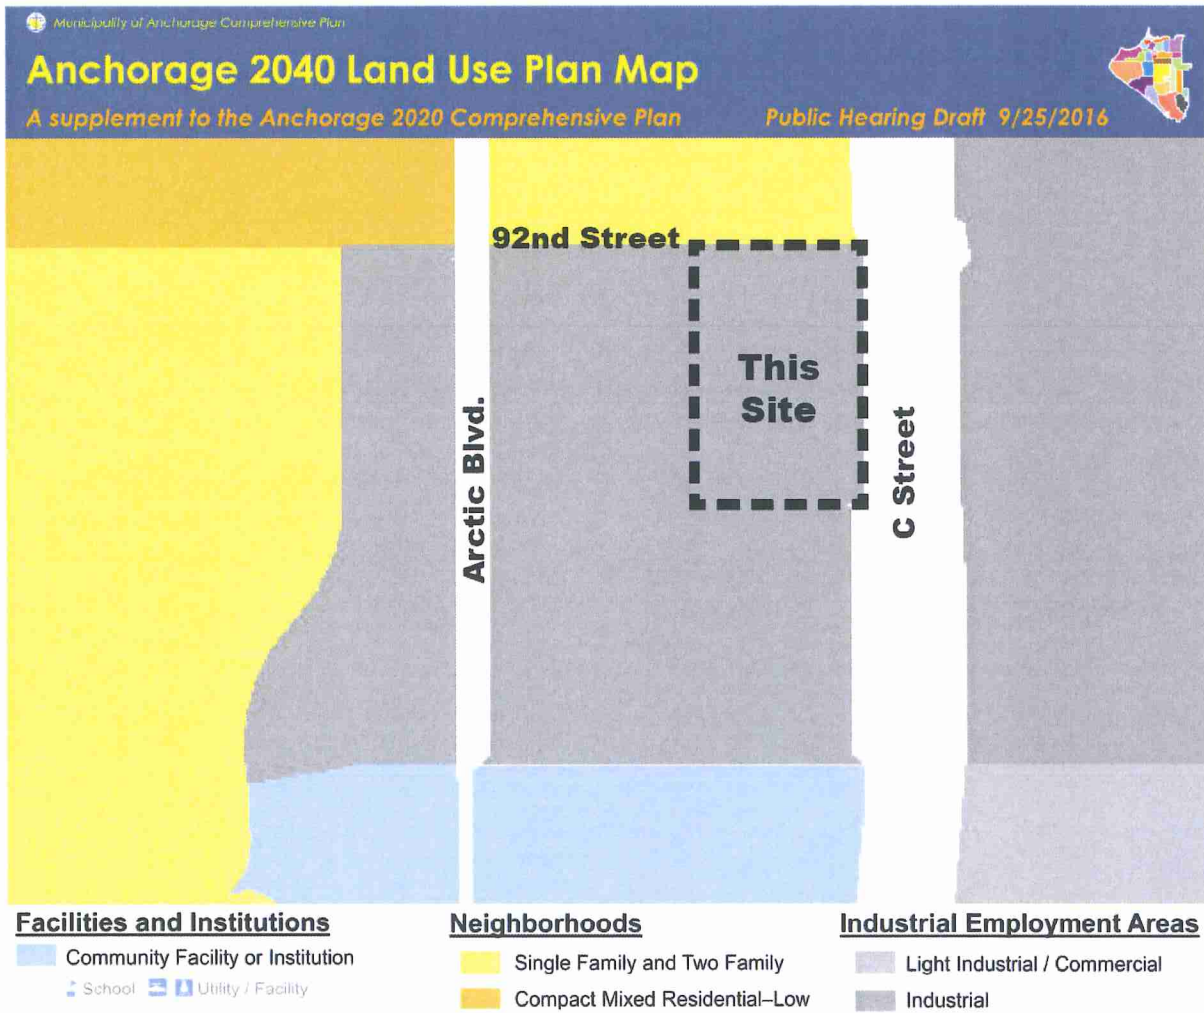 Municipality of Anchorage Comprehensive Plan
Anchorage 2040 Land Use Plan Map
A supplement to the Anchorage 2020 Comprehensive Plan Public Hearing Draft 9/25/2016
92nd Street
This
Site
Arctic Blvd.
C Street
Facilities and Institutions
Community Facility or Institution
School Utility / Facility
Neighborhoods
Single Family and Two Family
Compact Mixed Residential–Low
Industrial Employment Areas
Light Industrial / Commercial
Industrial